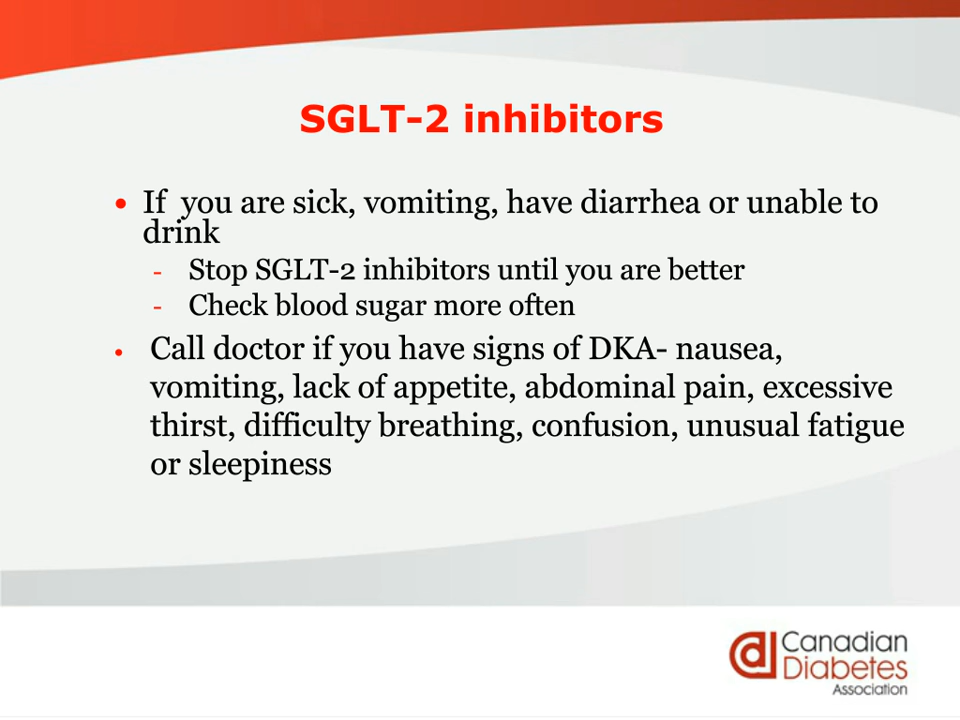 SGLT-2 inhibitors
• If  you are sick, vomiting, have diarrhea or unable to
drink
- Stop SGLT-2 inhibitors until you are better
- Check blood sugar more often
• Call doctor if you have signs of DKA- nausea,
vomiting, lack of appetite, abdominal pain, excessive
thirst, difficulty breathing, confusion, unusual fatigue
or sleepiness
Canadian
Diabetes
Association